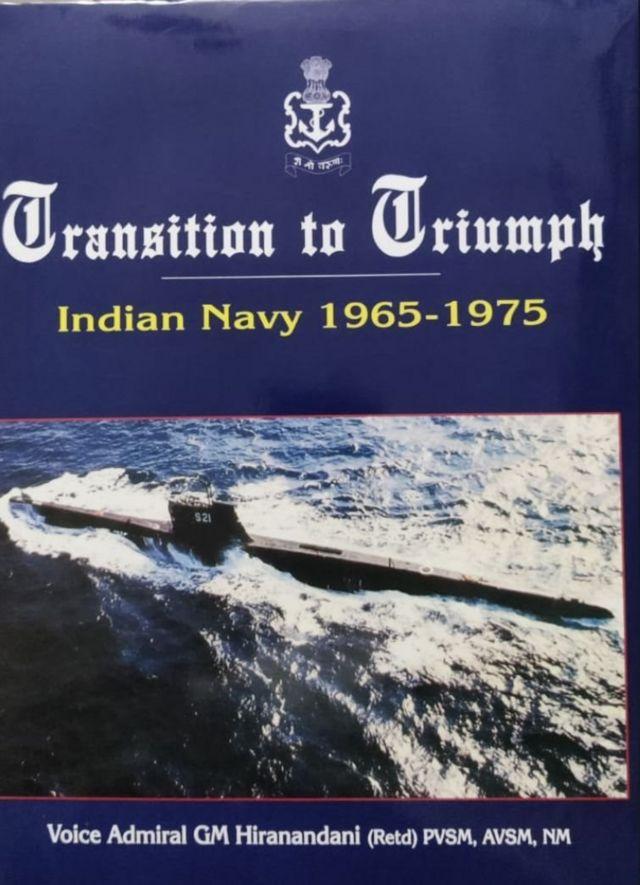 शं नो वरुणः
Transition to Triumph
Indian Navy 1965-1975
S21
Voice Admiral GM Hiranandani (Retd) PVSM, AVSM, NM